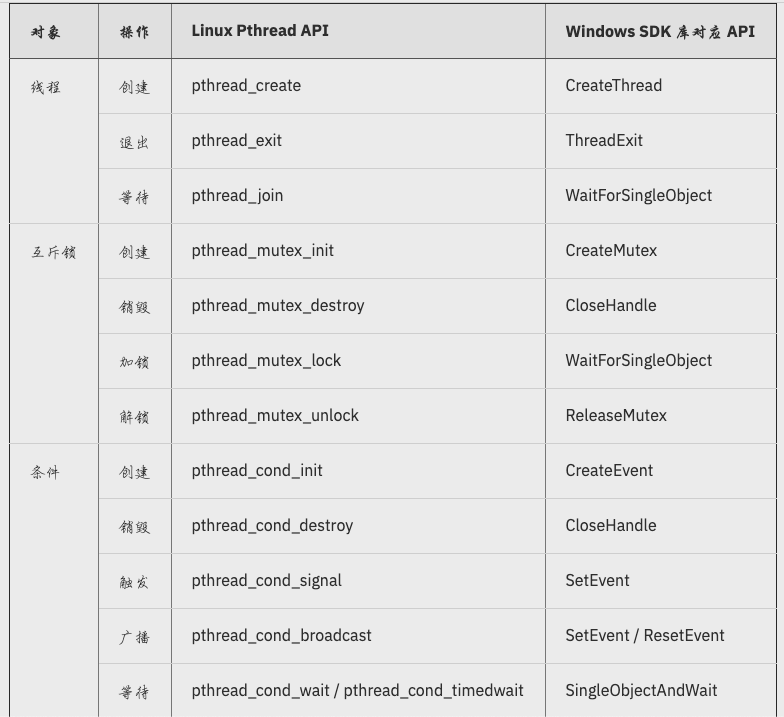 对象 操作 Linux Pthread API Windows SDK 库对应 API
线程 创建 pthread_create CreateThread
退出 pthread_exit ThreadExit
等待 pthread_join WaitForSingleObject
互斥锁 创建 pthread_mutex_init CreateMutex
销毁 pthread_mutex_destroy CloseHandle
加锁 pthread_mutex_lock WaitForSingleObject
解锁 pthread_mutex_unlock ReleaseMutex
条件 创建 pthread_cond_init CreateEvent
销毁 pthread_cond_destroy CloseHandle
触发 pthread_cond_signal SetEvent
广播 pthread_cond_broadcast SetEvent / ResetEvent
等待 pthread_cond_wait / pthread_cond_timedwait SingleObjectAndWait